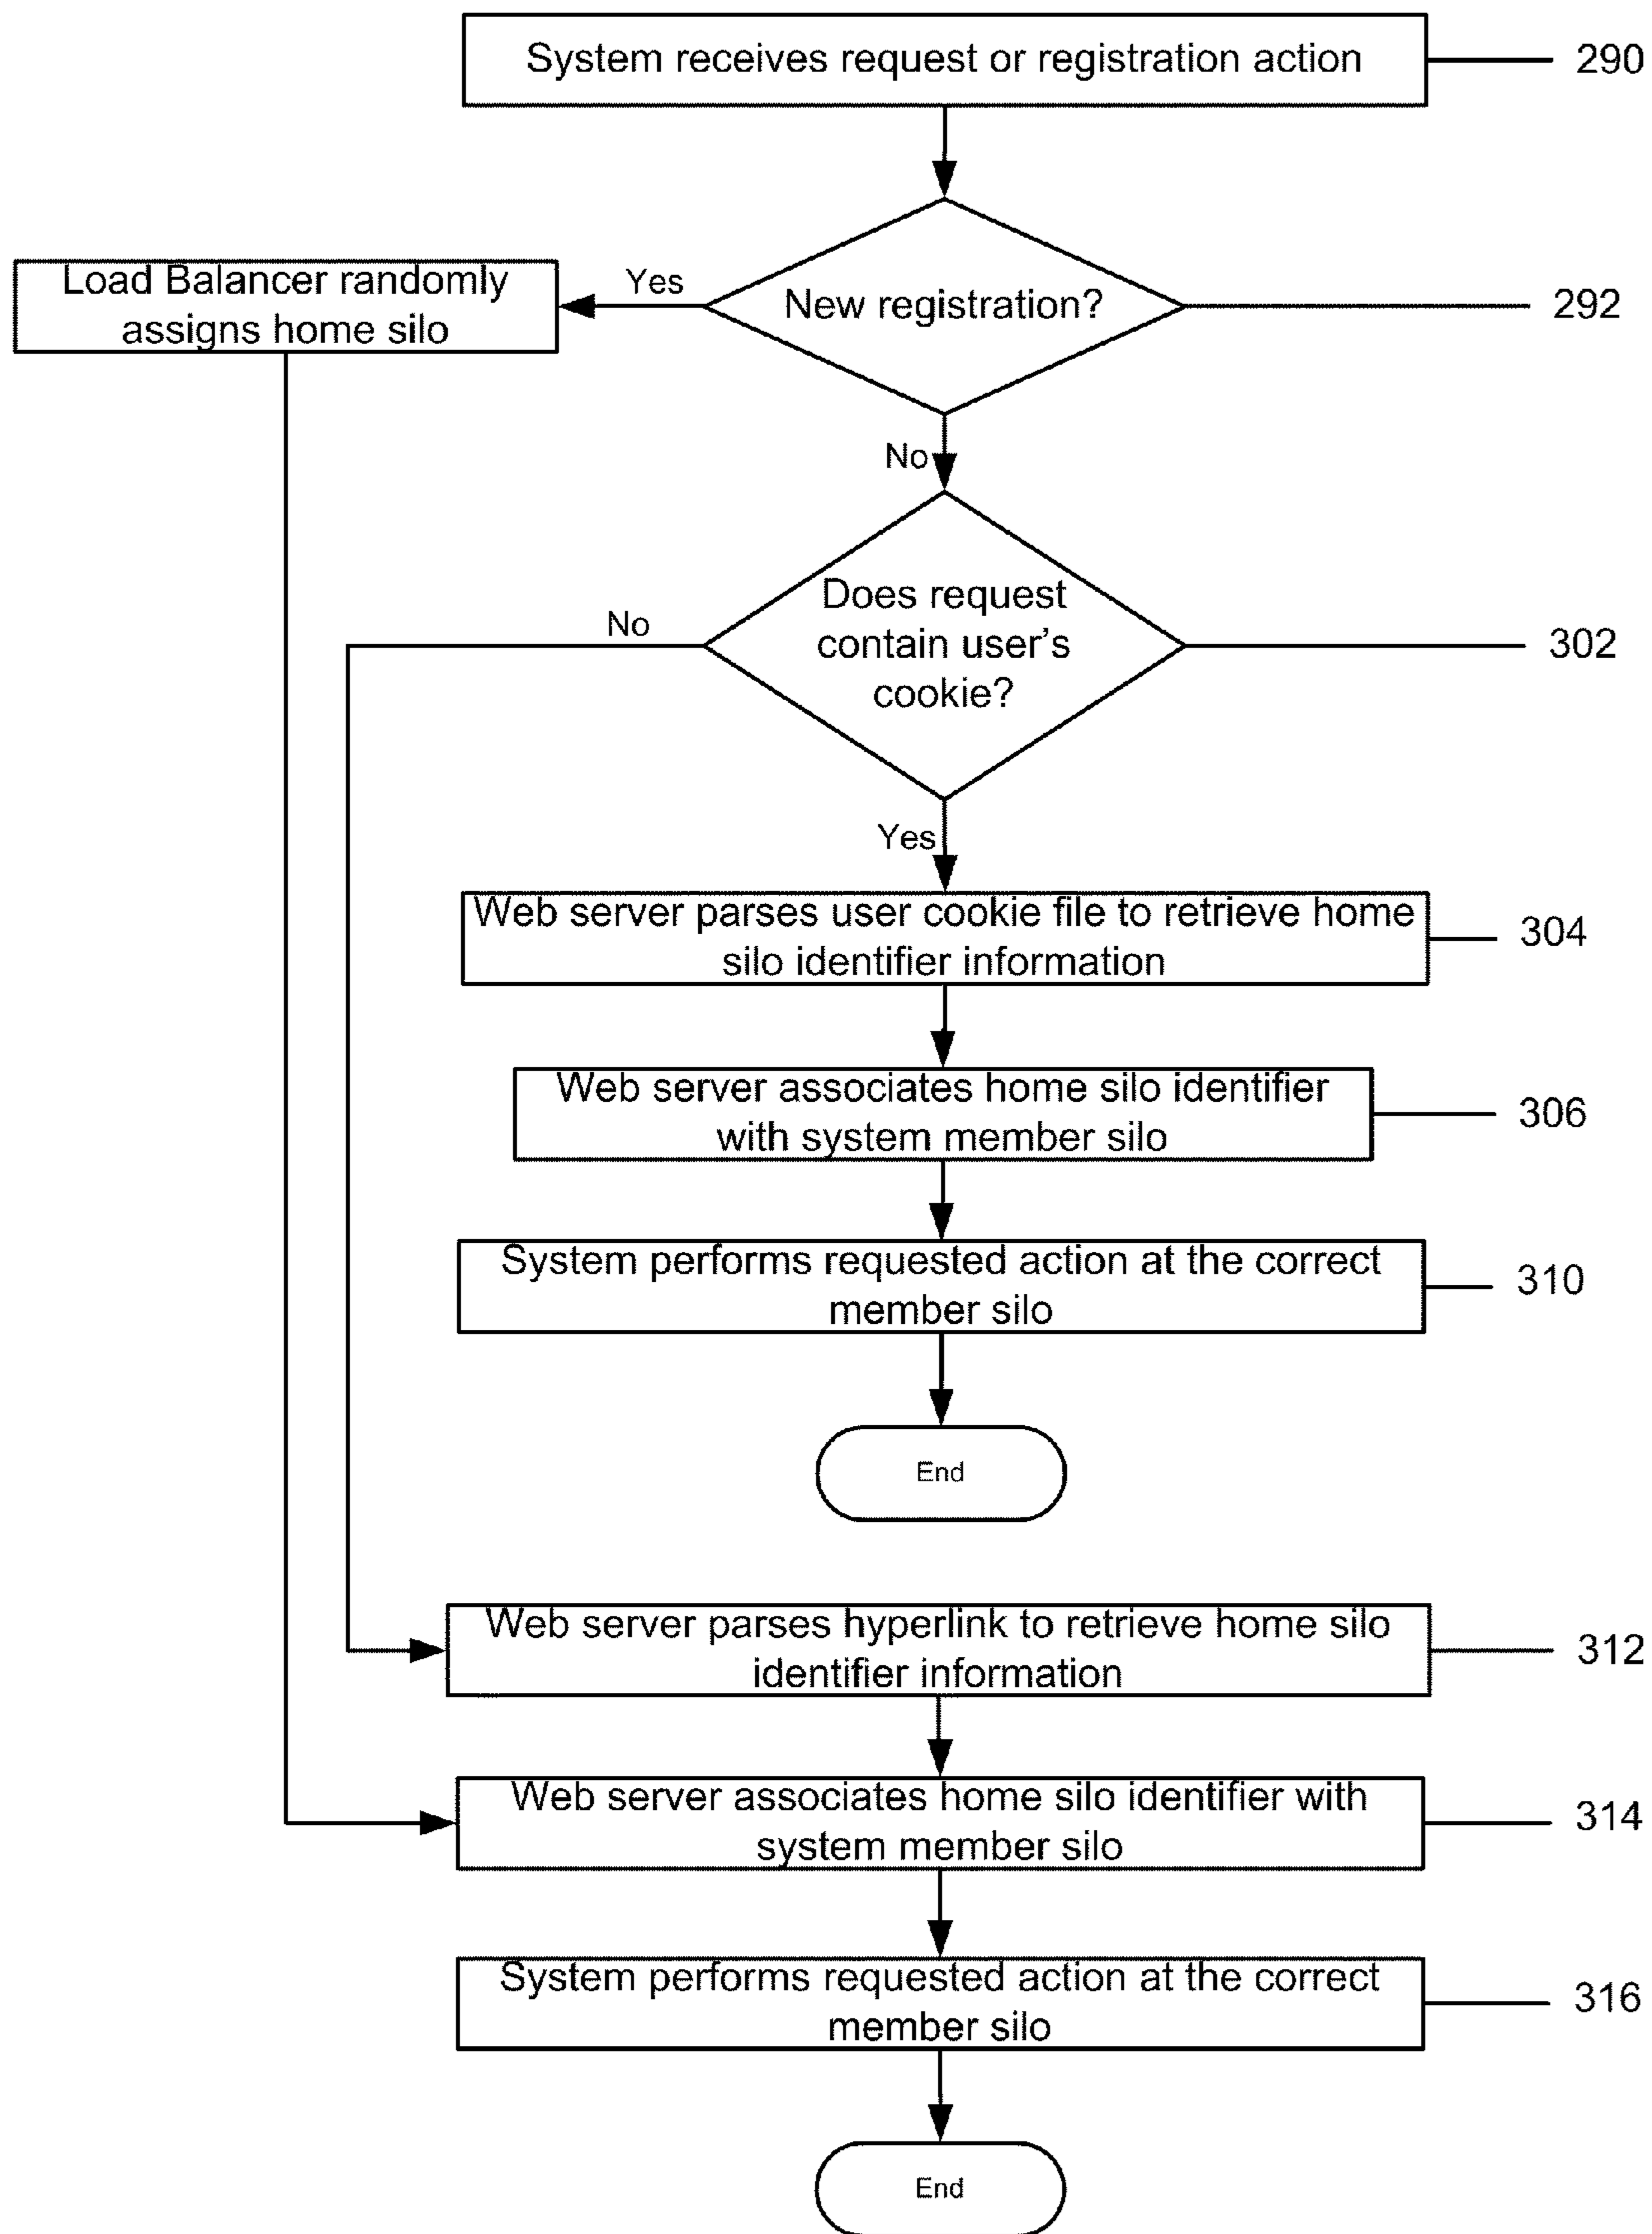 System receives request or registration action
290
Load Balancer randomly
assigns home silo
Yes
New registration?
292
No
Does request
contain user's
cookie?
No
302
Yes
Web server parses user cookie file to retrieve home
silo identifier information
304
Web server associates home silo identifier
with system member silo
306
System performs requested action at the correct
member silo
310
End
Web server parses hyperlink to retrieve home silo
identifier information
312
Web server associates home silo identifier with
system member silo
314
System performs requested action at the correct
member silo
316
End